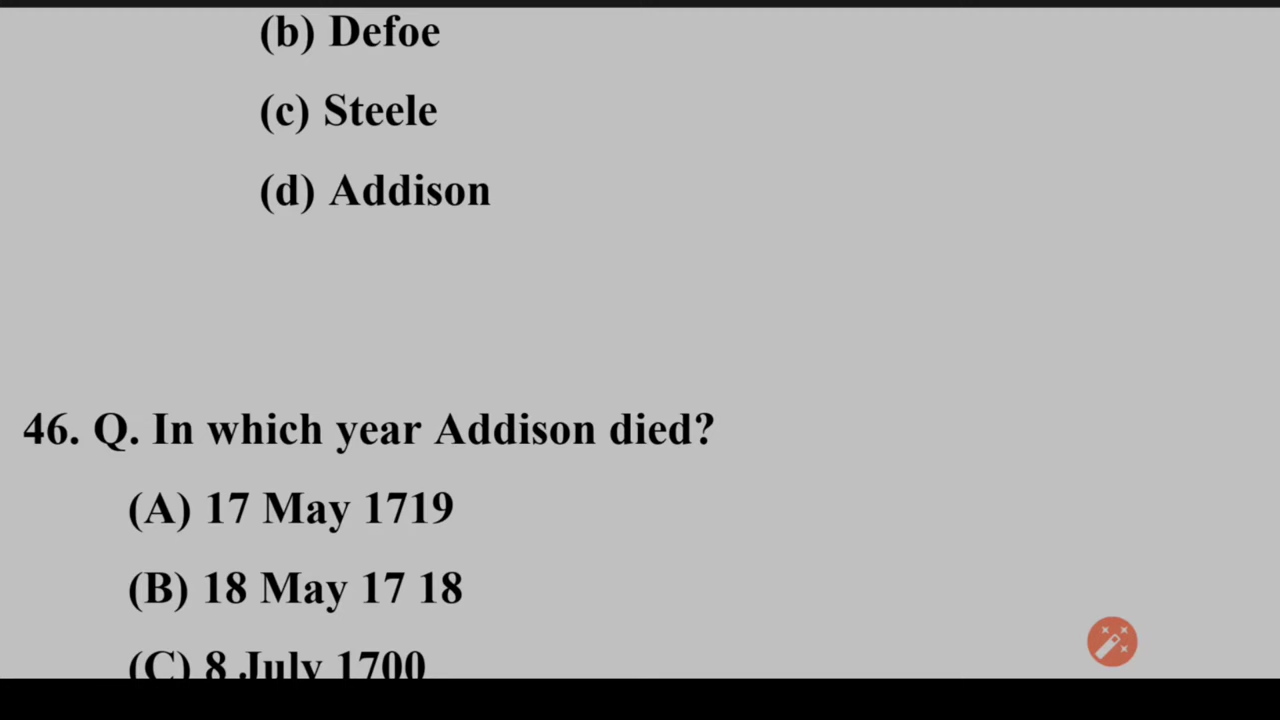 (b) Defoe
(c) Steele
(d) Addison
46. Q. In which year Addison died?
(A) 17 May 1719
(B) 18 May 17 18
(C) 8 July 1700